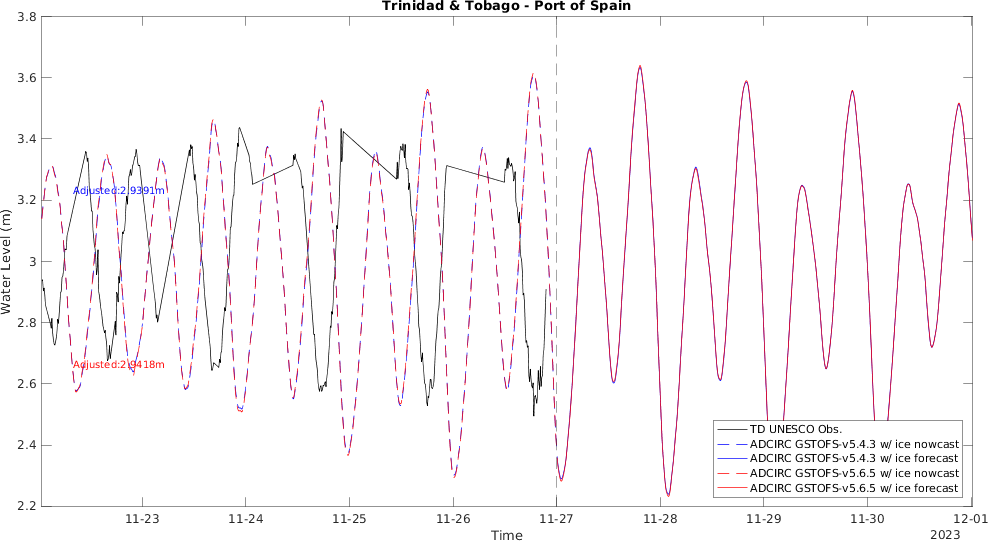 Trinidad & Tobago - Port of Spain
3.8
3.6
3.4
3.2
3
2.8
2.6
2.4
2.2
Water Level (m)
Adjusted:2.9391m
Adjusted:2.9418m
TD UNESCO Obs.
ADCIRC GSTOFS-v5.4.3 w/ ice nowcast
ADCIRC GSTOFS-v5.4.3 w/ ice forecast
ADCIRC GSTOFS-v5.6.5 w/ ice nowcast
ADCIRC GSTOFS-v5.6.5 w/ ice forecast
11-23 11-24 11-25 11-26 11-27 11-28 11-29 11-30 12-01
Time
2023